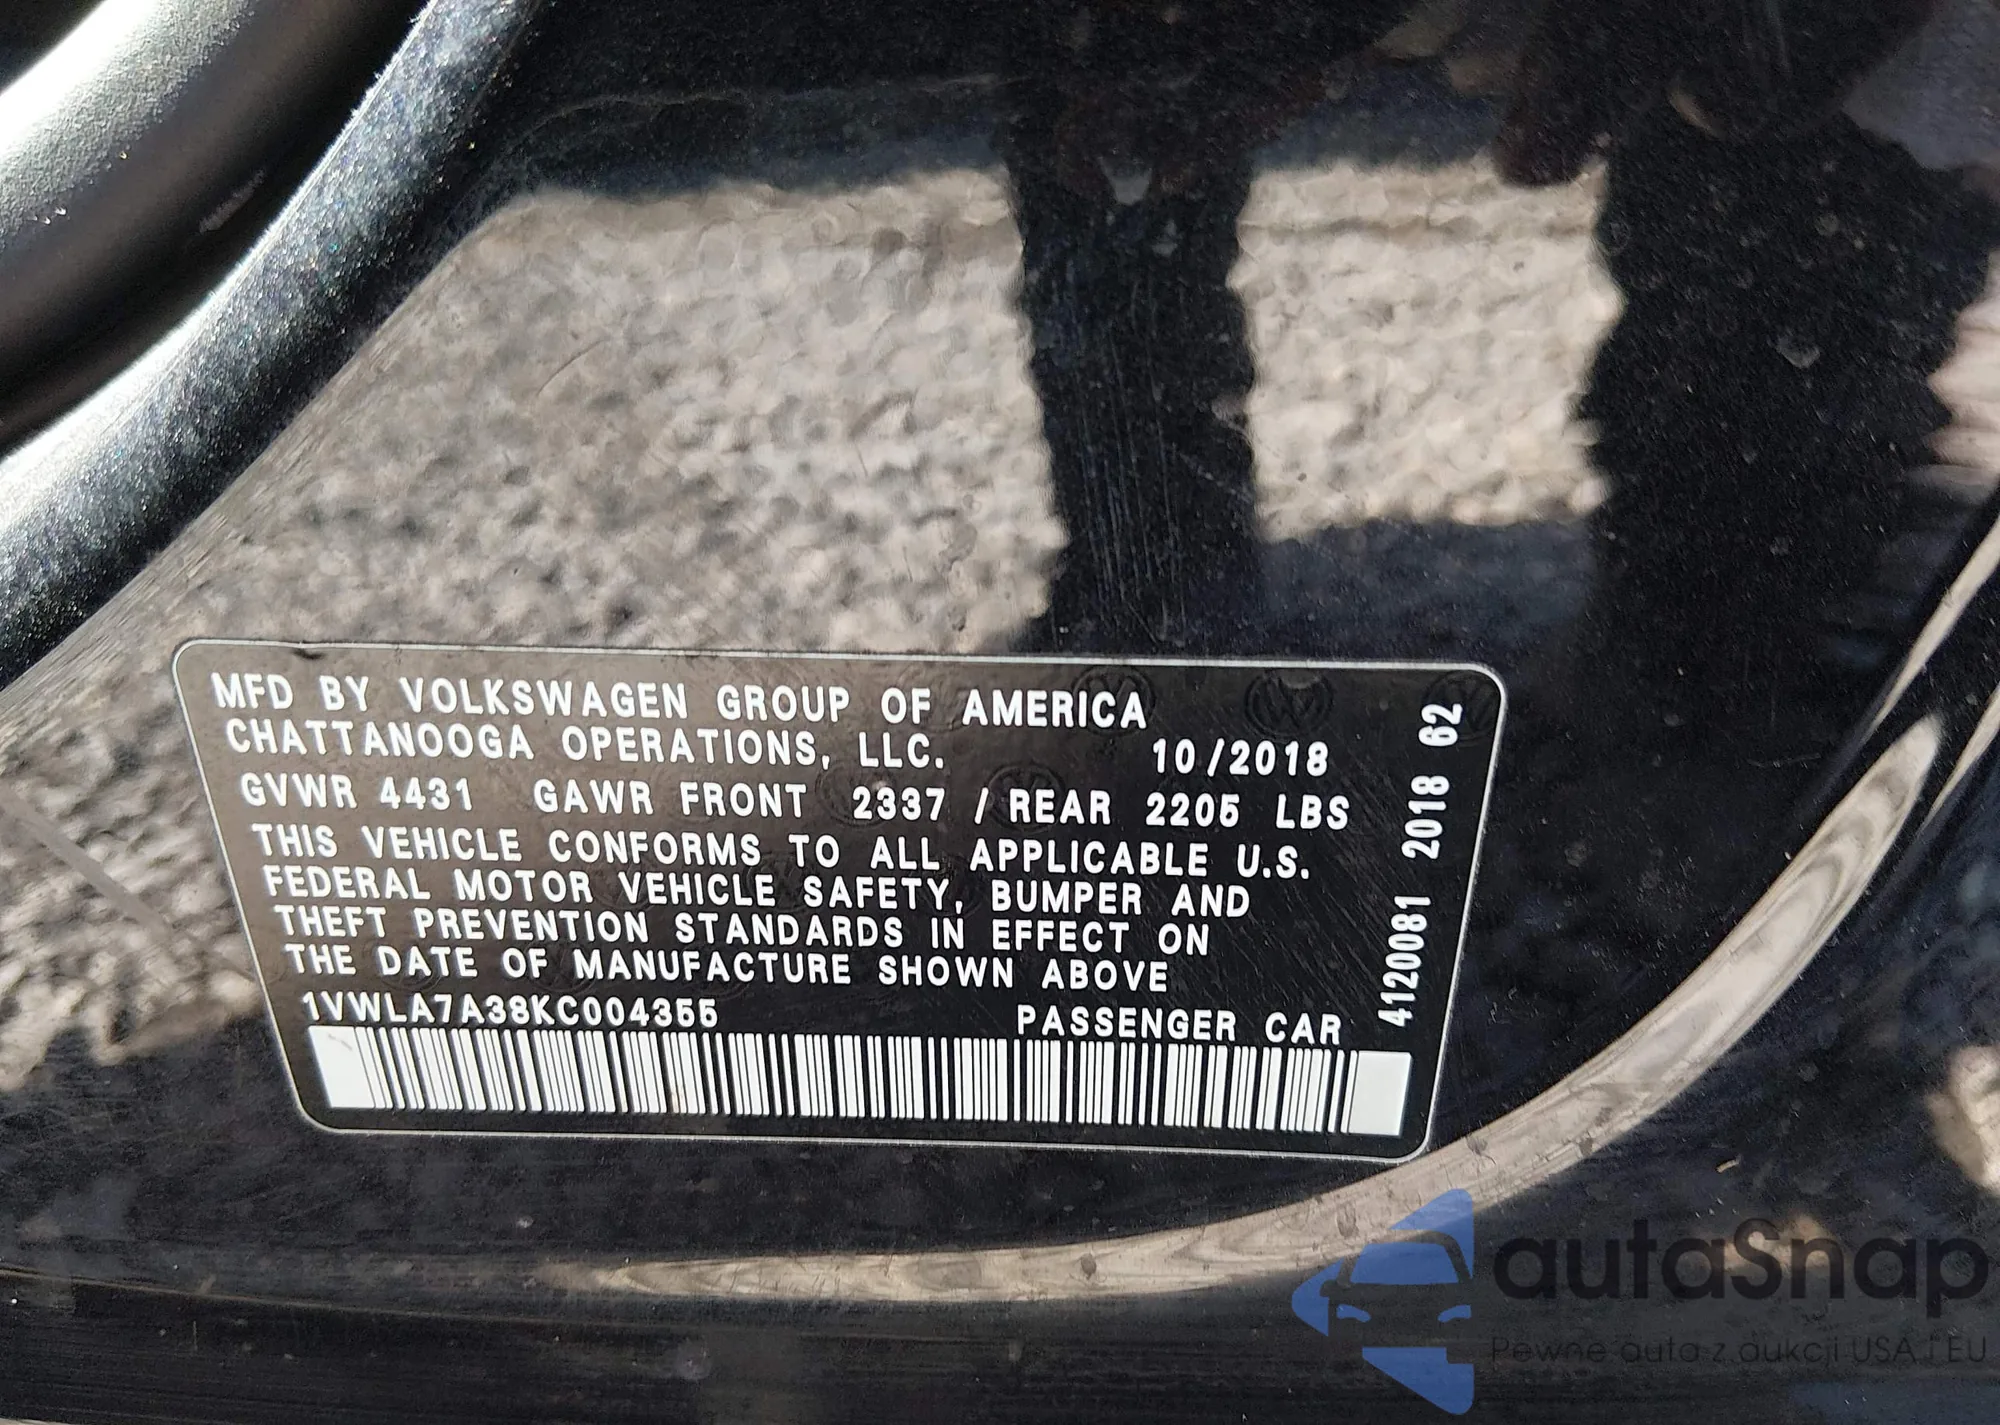 MFD BY VOLKSWAGEN GROUP OF AMERICA
CHATTANOOGA OPERATIONS, LLC. 10/2018
GVWR 4431 GAWR FRONT 2337 / REAR 2205 LBS
THIS VEHICLE CONFORMS TO ALL APPLICABLE U.S.
FEDERAL MOTOR VEHICLE SAFETY, BUMPER AND
THEFT PREVENTION STANDARDS IN EFFECT ON
THE DATE OF MANUFACTURE SHOWN ABOVE
1VWLA7A38KC004355 PASSENGER CAR
4120081 2018 62
autaSnap
Pewne auta z aukcji USA i EU